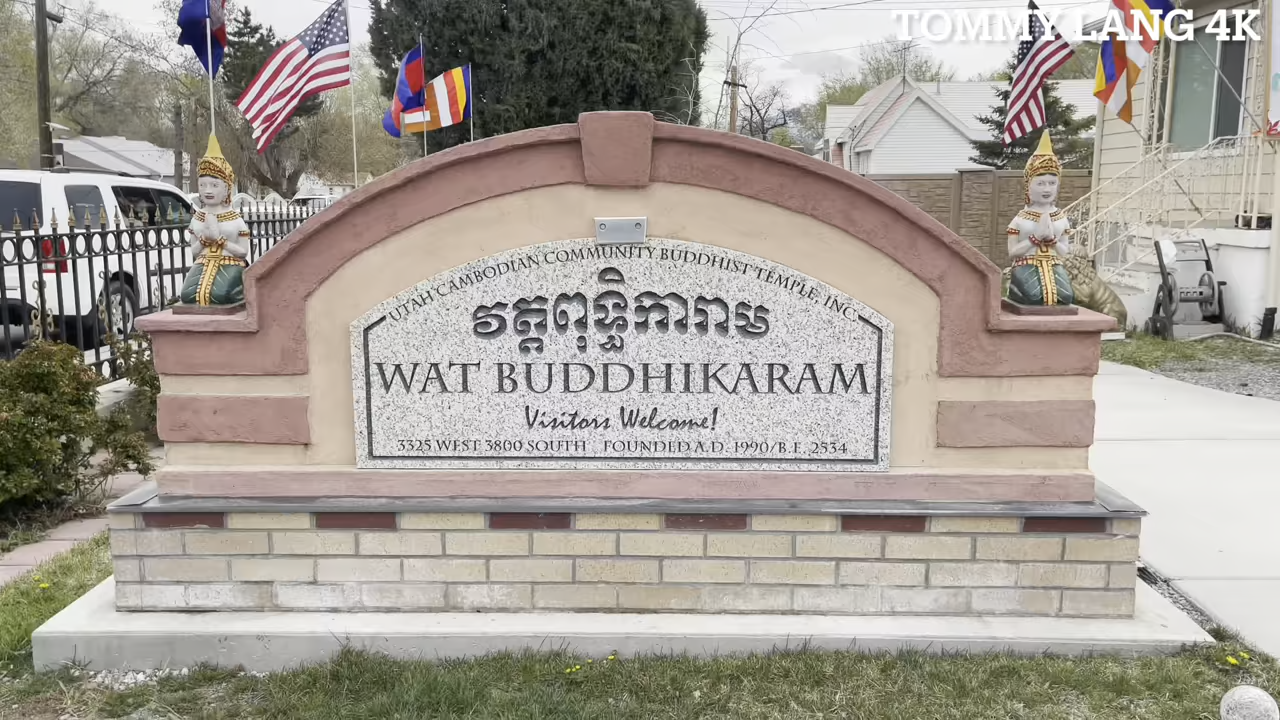 TOMMY LANG 4K
UTAH CAMBODIAN COMMUNITY BUDDHIST TEMPLE, INC.
វត្តពុទ្ធិការាម
WAT BUDDHIKARAM
Visitors Welcome!
3325 WEST 3800 SOUTH FOUNDED A.D. 1990/B.E. 2534